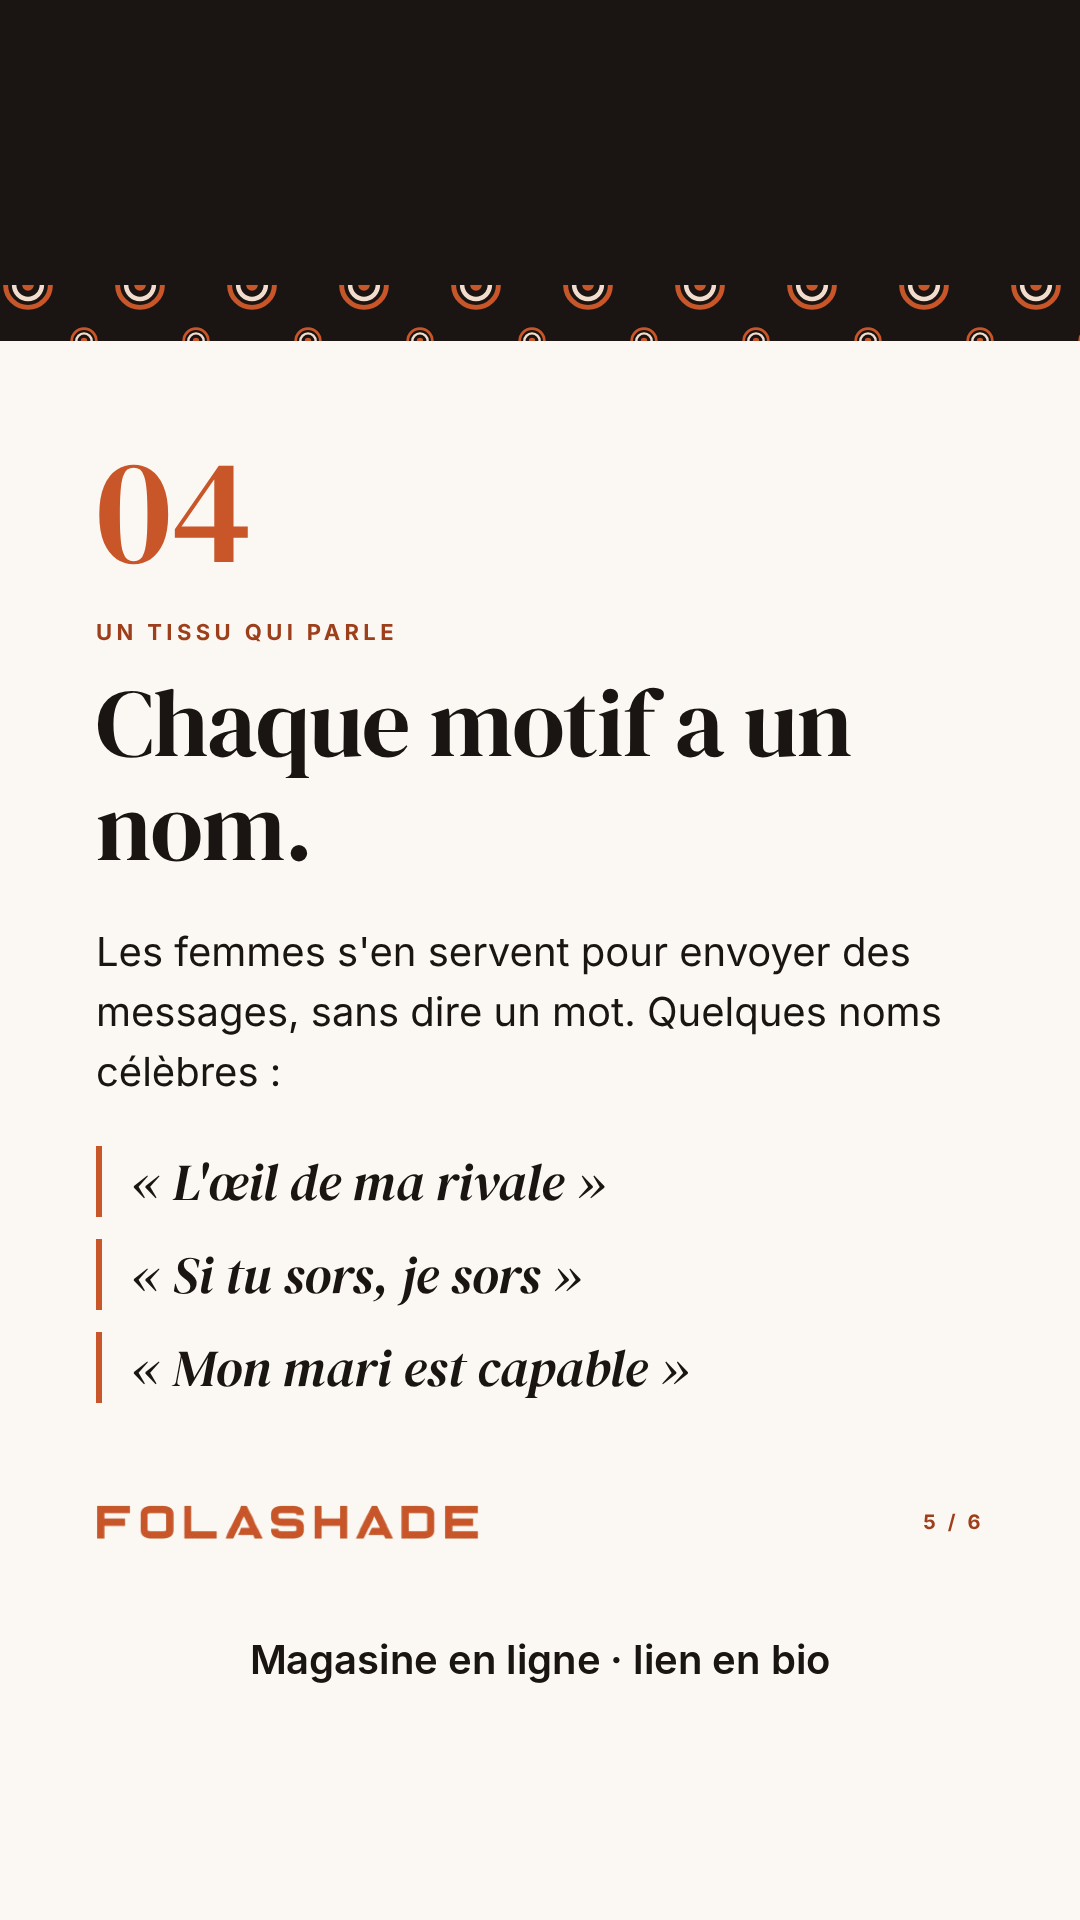 04
UN TISSU QUI PARLE
Chaque motif a un
nom.
Les femmes s'en servent pour envoyer des
messages, sans dire un mot. Quelques noms
célèbres :
« L'œil de ma rivale »
« Si tu sors, je sors »
« Mon mari est capable »
FOLASHADE
5 / 6
Magasine en ligne · lien en bio